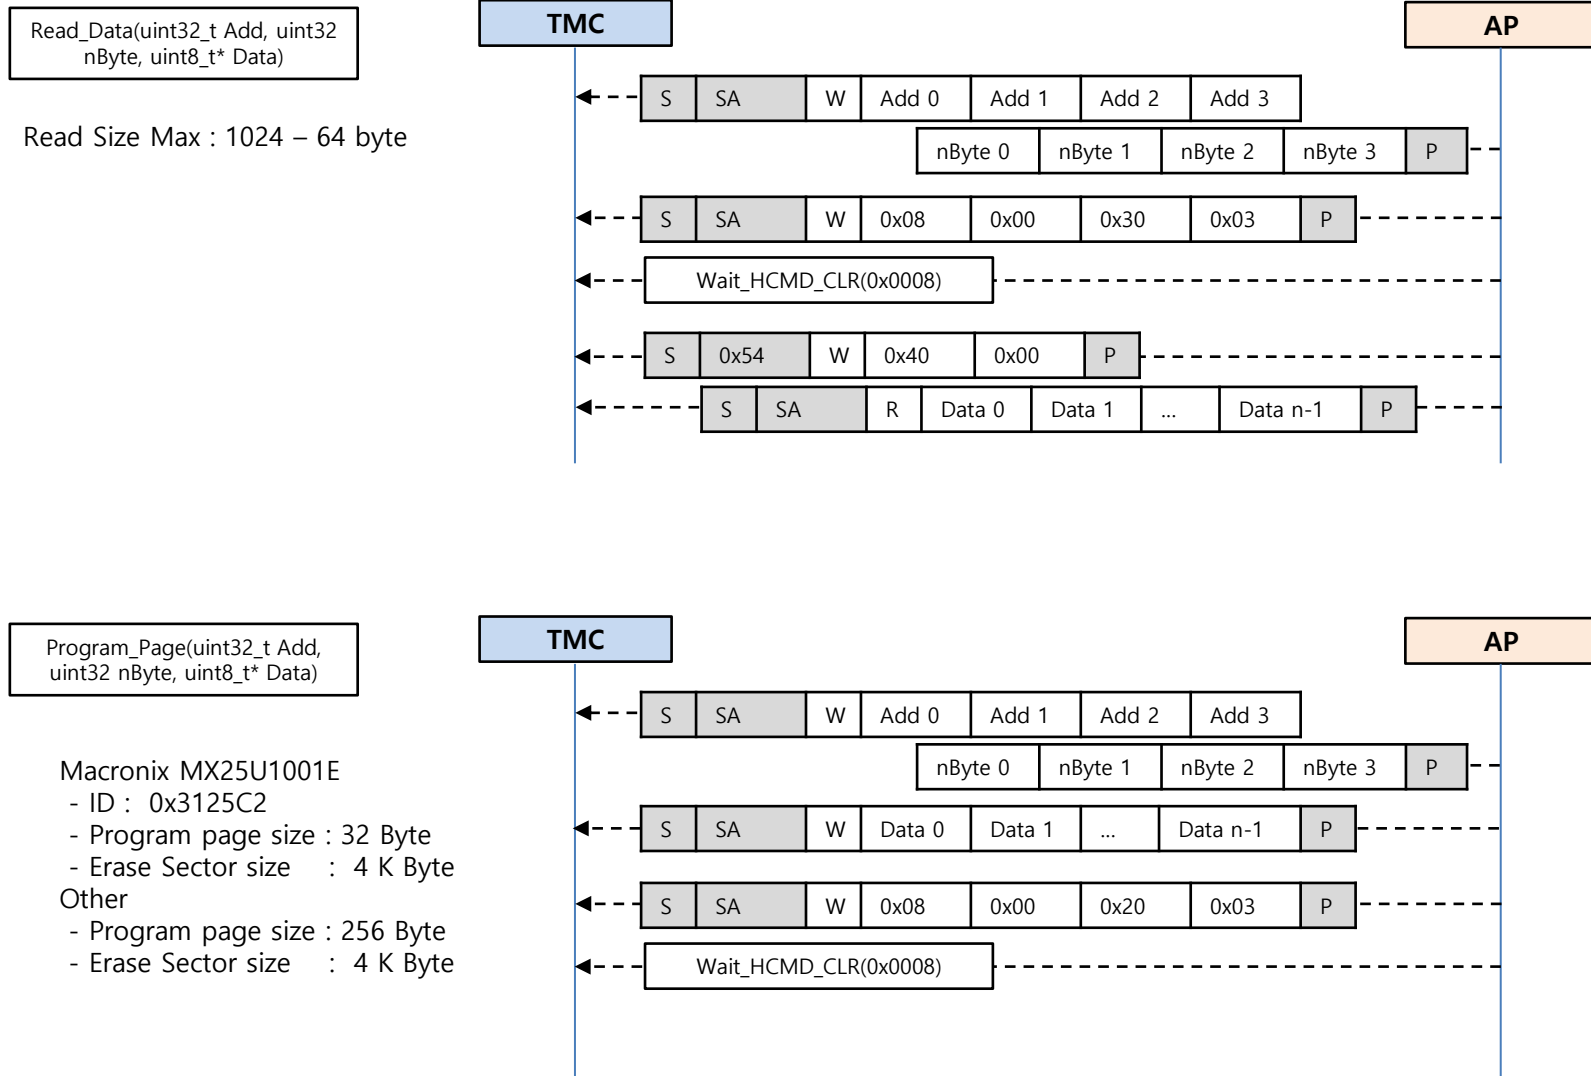 Read_Data(uint32_t Add, uint32
nByte, uint8_t* Data)
TMC
AP
Read Size Max : 1024 – 64 byte
S SA W Add 0 Add 1 Add 2 Add 3
nByte 0 nByte 1 nByte 2 nByte 3 P
S SA W 0x08 0x00 0x30 0x03 P
Wait_HCMD_CLR(0x0008)
S 0x54 W 0x40 0x00 P
S SA R Data 0 Data 1 ... Data n-1 P
Program_Page(uint32_t Add,
uint32 nByte, uint8_t* Data)
TMC
AP
Macronix MX25U1001E
- ID : 0x3125C2
- Program page size : 32 Byte
- Erase Sector size : 4 K Byte
Other
- Program page size : 256 Byte
- Erase Sector size : 4 K Byte
S SA W Add 0 Add 1 Add 2 Add 3
nByte 0 nByte 1 nByte 2 nByte 3 P
S SA W Data 0 Data 1 ... Data n-1 P
S SA W 0x08 0x00 0x20 0x03 P
Wait_HCMD_CLR(0x0008)